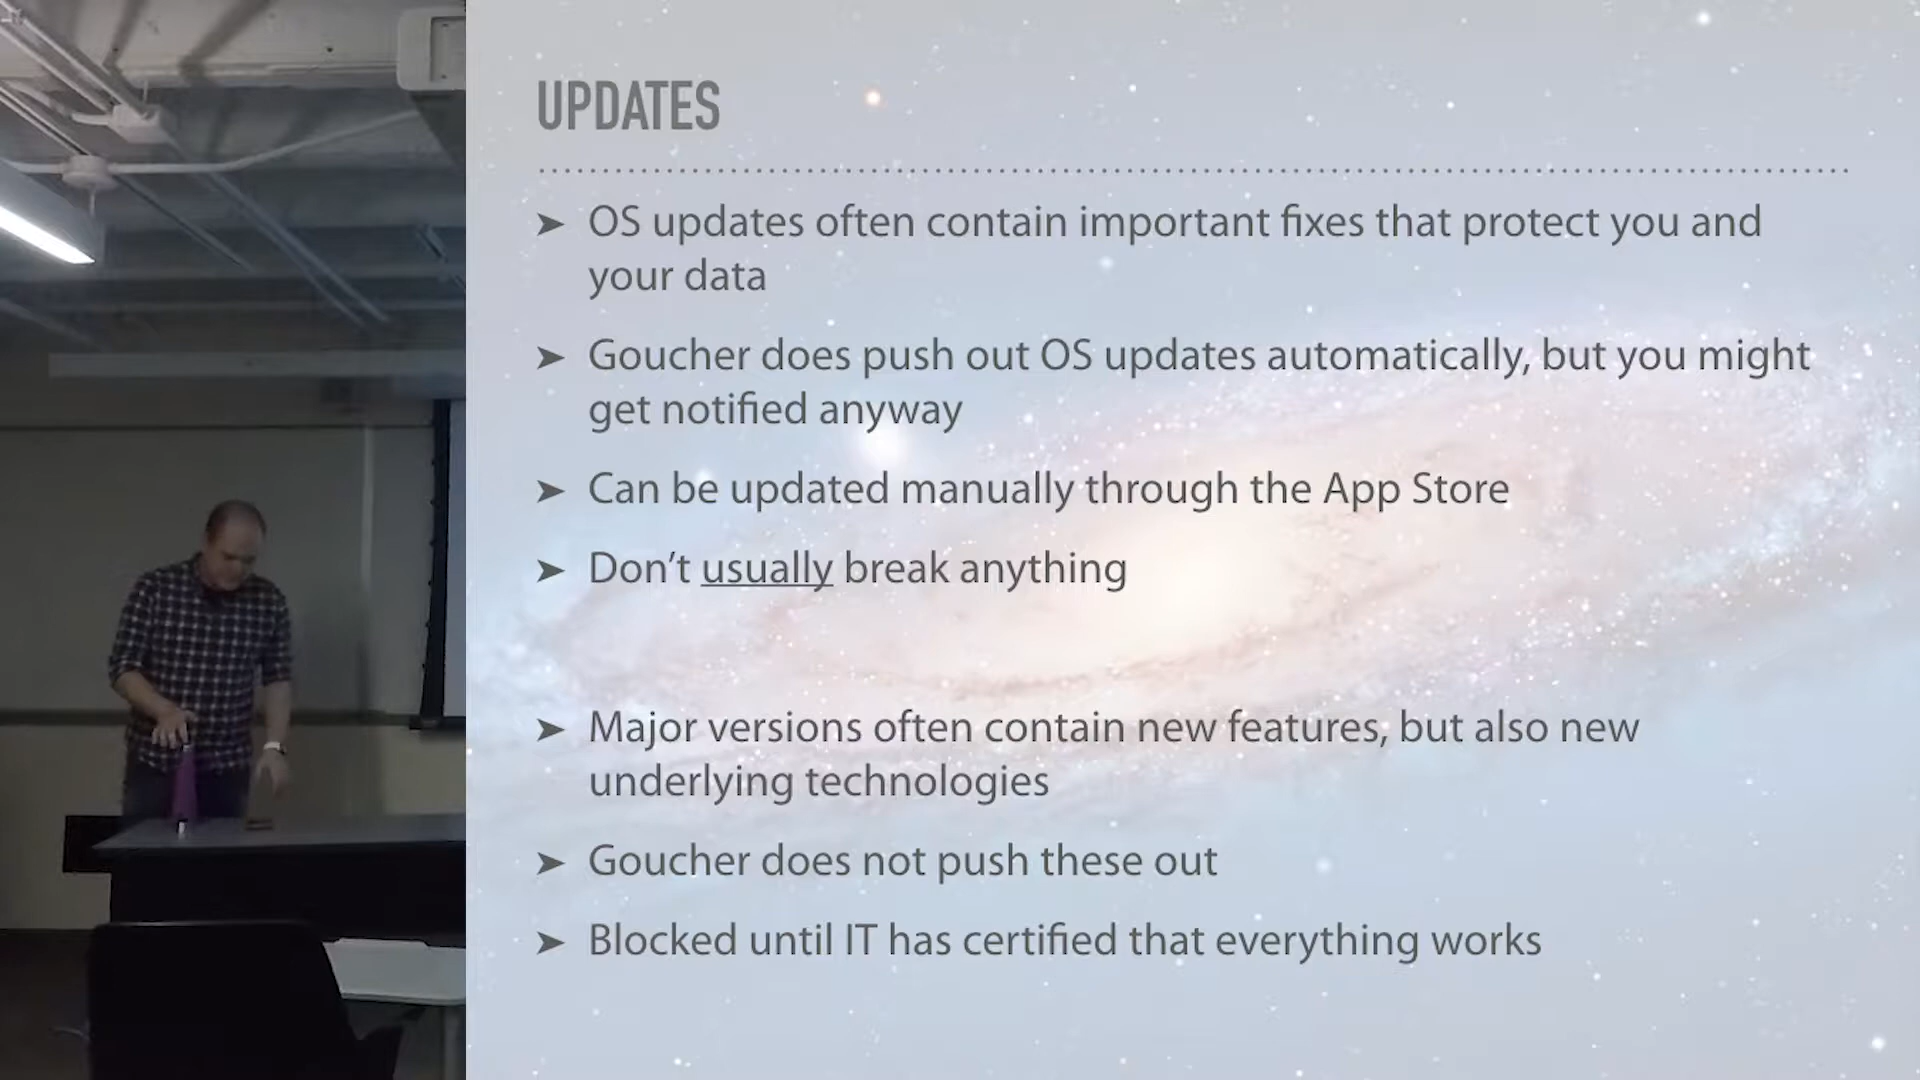 UPDATES
➤ OS updates often contain important fixes that protect you and
your data
➤ Goucher does push out OS updates automatically, but you might
get notified anyway
➤ Can be updated manually through the App Store
➤ Don’t usually break anything
➤ Major versions often contain new features, but also new
underlying technologies
➤ Goucher does not push these out
➤ Blocked until IT has certified that everything works